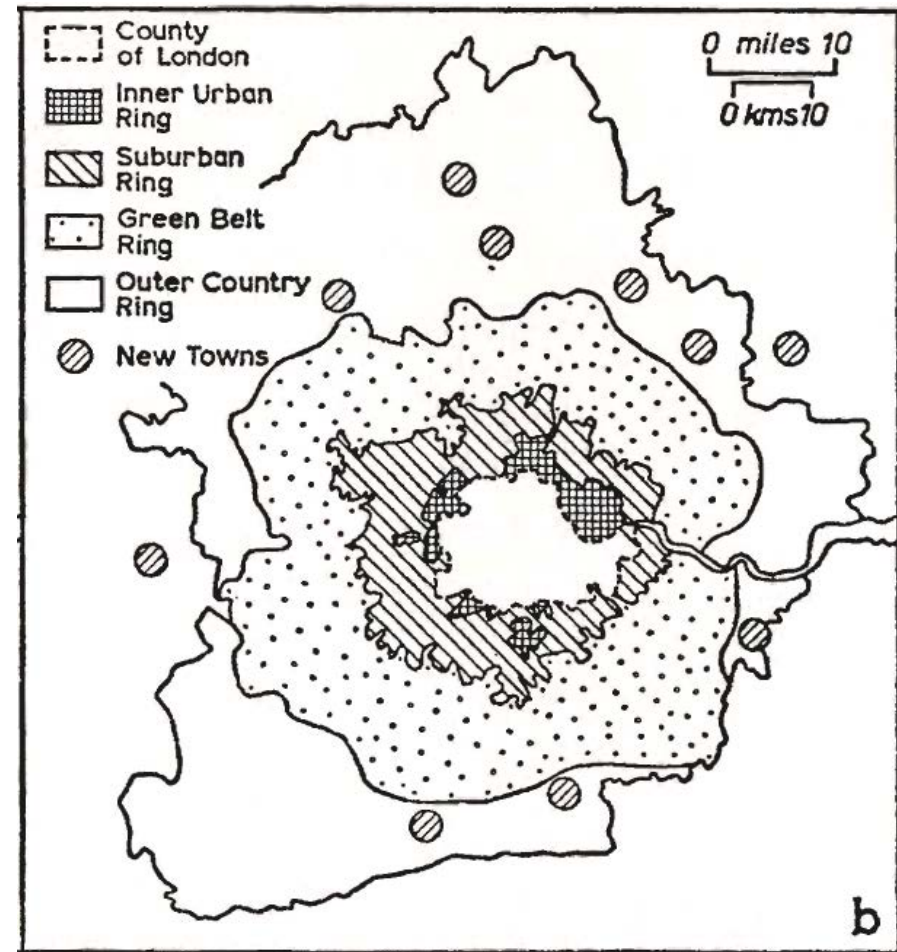 County
of London
Inner Urban
Ring
Suburban
Ring
Green Belt
Ring
Outer Country
Ring
New Towns
0 miles 10
0 kms10
b